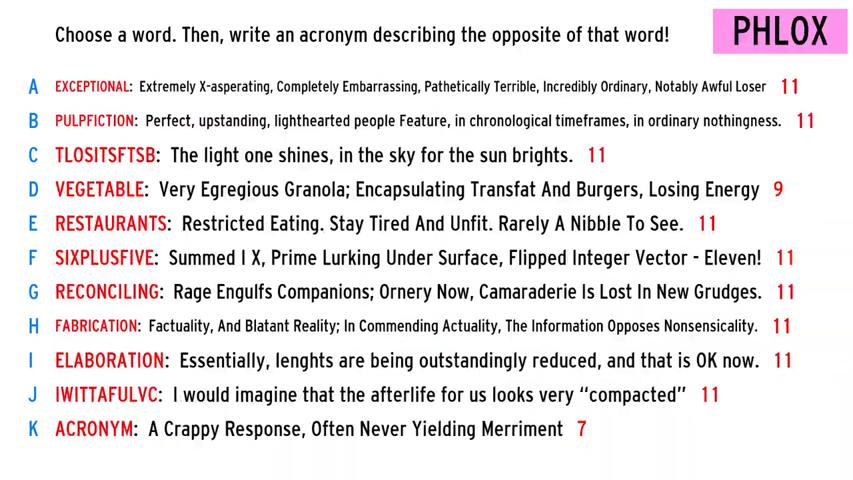 Choose a word. Then, write an acronym describing the opposite of that word!
PHLOX
A EXCEPTIONAL: Extremely X-asperating, Completely Embarrassing, Pathetically Terrible, Incredibly Ordinary, Notably Awful Loser 11
B PULPFICTION: Perfect, upstanding, lighthearted people Feature, in chronological timeframes, in ordinary nothingness. 11
C TLOSITSFTSB: The light one shines, in the sky for the sun brights. 11
D VEGETABLE: Very Egregious Granola; Encapsulating Transfat And Burgers, Losing Energy 9
E RESTAURANTS: Restricted Eating. Stay Tired And Unfit. Rarely A Nibble To See. 11
F SIXPLUSFIVE: Summed I X, Prime Lurking Under Surface, Flipped Integer Vector - Eleven! 11
G RECONCILING: Rage Engulfs Companions; Ornery Now, Camaraderie Is Lost In New Grudges. 11
H FABRICATION: Factuality, And Blatant Reality; In Commending Actuality, The Information Opposes Nonsensicality. 11
I ELABORATION: Essentially, lenghts are being outstandingly reduced, and that is OK now. 11
J IWITTAFULVC: I would imagine that the afterlife for us looks very “compacted” 11
K ACRONYM: A Crappy Response, Often Never Yielding Merriment 7